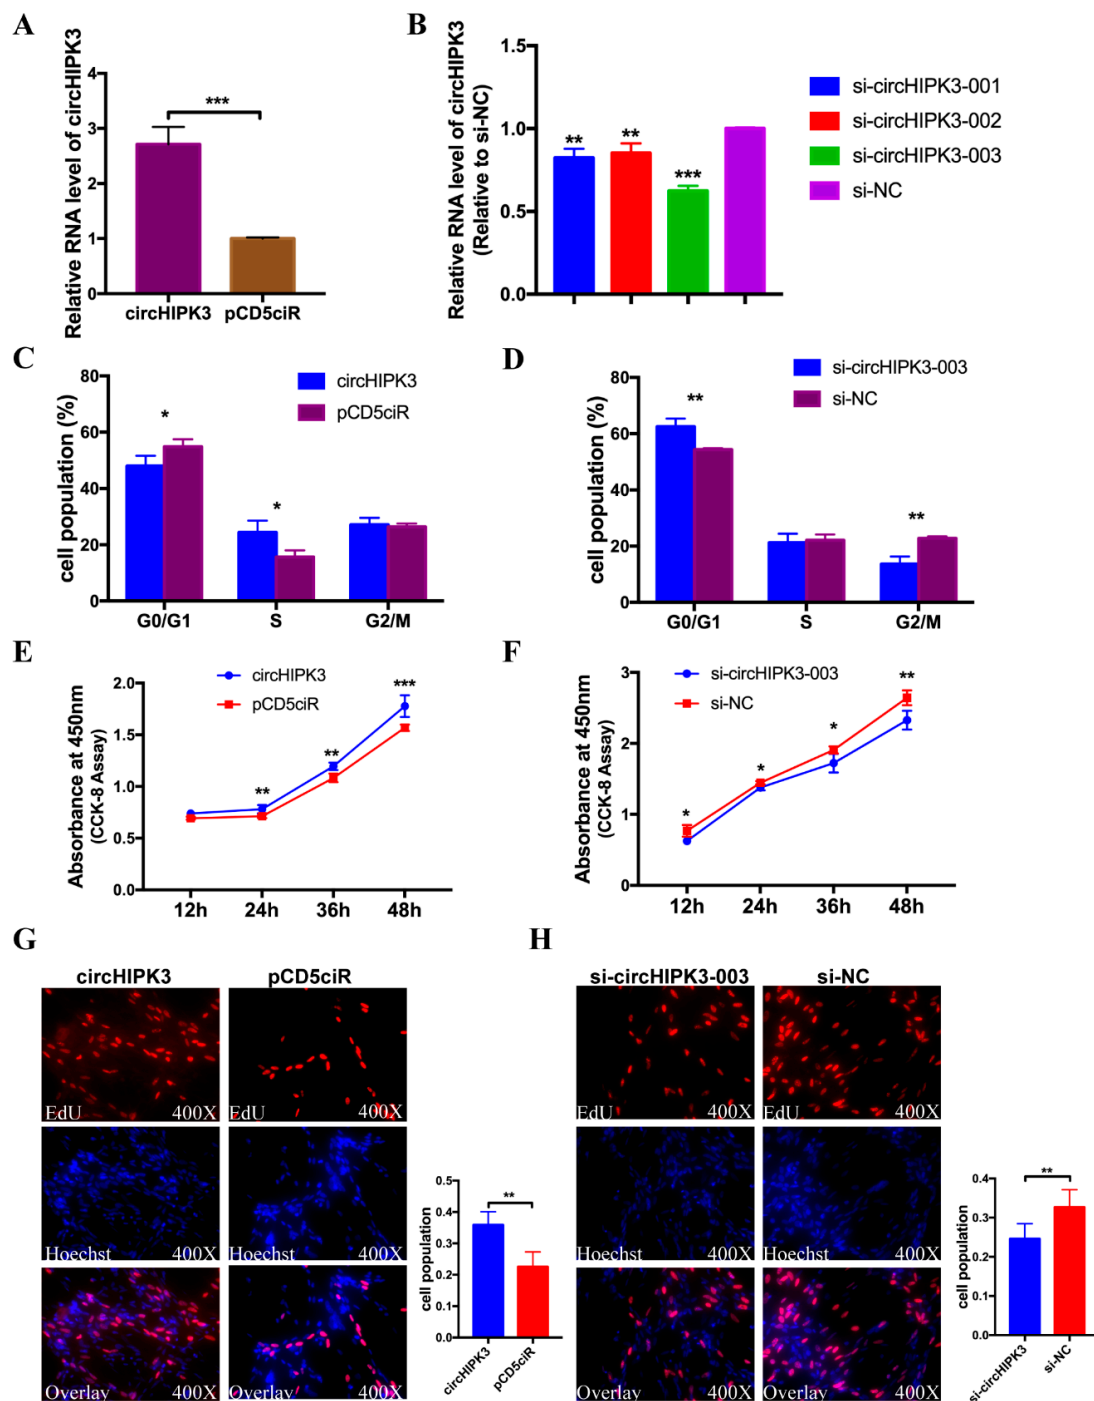 A
Relative RNA level of circHIPK3
4
3
2
1
0
***
circHIPK3 pCD5ciR
B
Relative RNA level of circHIPK3
(Relative to si-NC)
1.5
1.0
0.5
0.0
** ** ***
si-circHIPK3-001
si-circHIPK3-002
si-circHIPK3-003
si-NC
C
cell population (%)
80
60
40
20
0
* *
circHIPK3
pCD5ciR
G0/G1 S G2/M
D
cell population (%)
80
60
40
20
0
** **
si-circHIPK3-003
si-NC
G0/G1 S G2/M
E
Absorbance at 450nm
(CCK-8 Assay)
2.0
1.5
1.0
0.5
0.0
circHIPK3
pCD5ciR
** ** ***
12h 24h 36h 48h
F
Absorbance at 450nm
(CCK-8 Assay)
3
2
1
0
si-circHIPK3-003
si-NC
* * * **
12h 24h 36h 48h
G
circHIPK3 pCD5ciR
EdU 400X EdU 400X
Hoechst 400X Hoechst 400X
Overlay 400X Overlay 400X
cell population
0.5
0.4
0.3
0.2
0.1
0.0
**
circHIPK3 pCD5ciR
H
si-circHIPK3-003 si-NC
EdU 400X EdU 400X
Hoechst 400X Hoechst 400X
Overlay 400X Overlay 400X
cell population
0.4
0.3
0.2
0.1
0.0
**
si-circHIPK3 si-NC